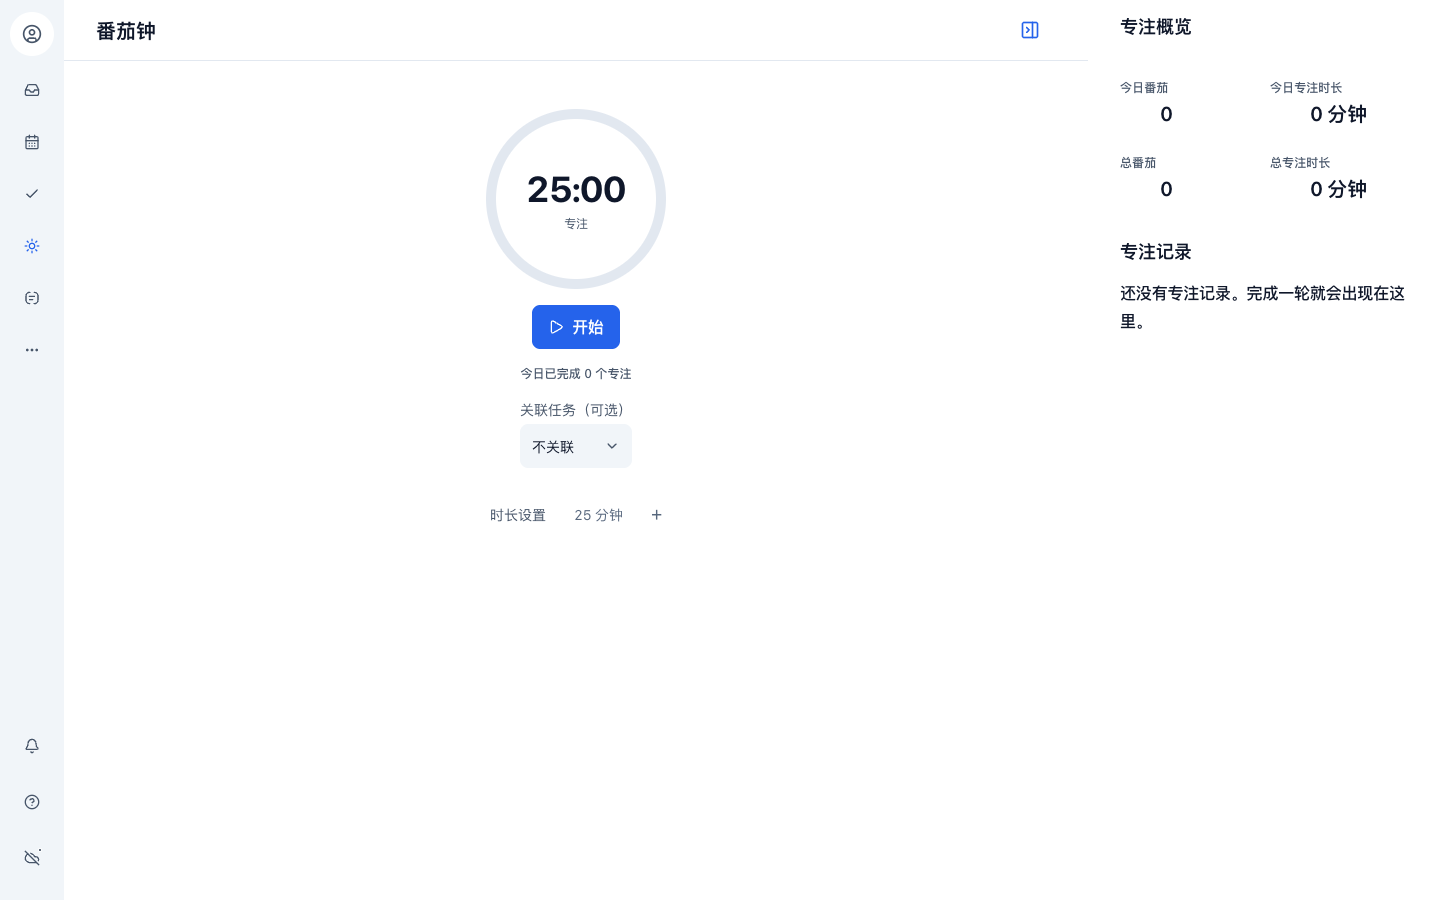 番茄钟
25:00
专注
开始
今日已完成 0 个专注
关联任务（可选）
不关联
时长设置 25 分钟 +
专注概览
今日番茄 今日专注时长
0 0 分钟
总番茄 总专注时长
0 0 分钟
专注记录
还没有专注记录。完成一轮就会出现在这
里。